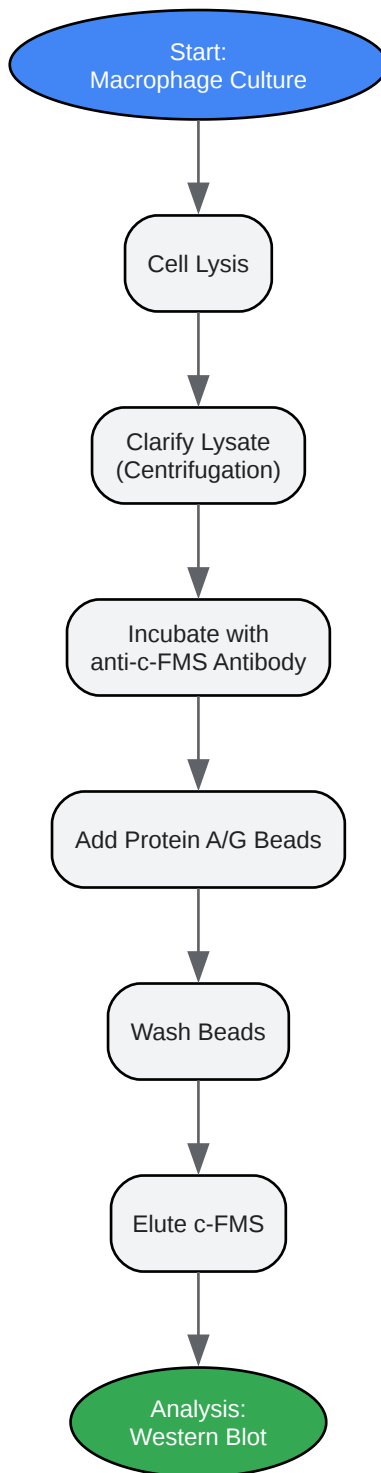 Start:
Macrophage Culture
Cell Lysis
Clarify Lysate
(Centrifugation)
Incubate with
anti-c-FMS Antibody
Add Protein A/G Beads
Wash Beads
Elute c-FMS
Analysis:
Western Blot